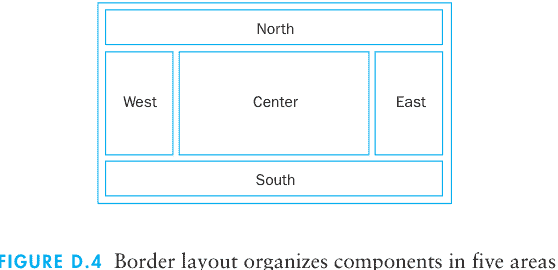 North
West Center East
South
FIGURE D.4 Border layout organizes components in five areas